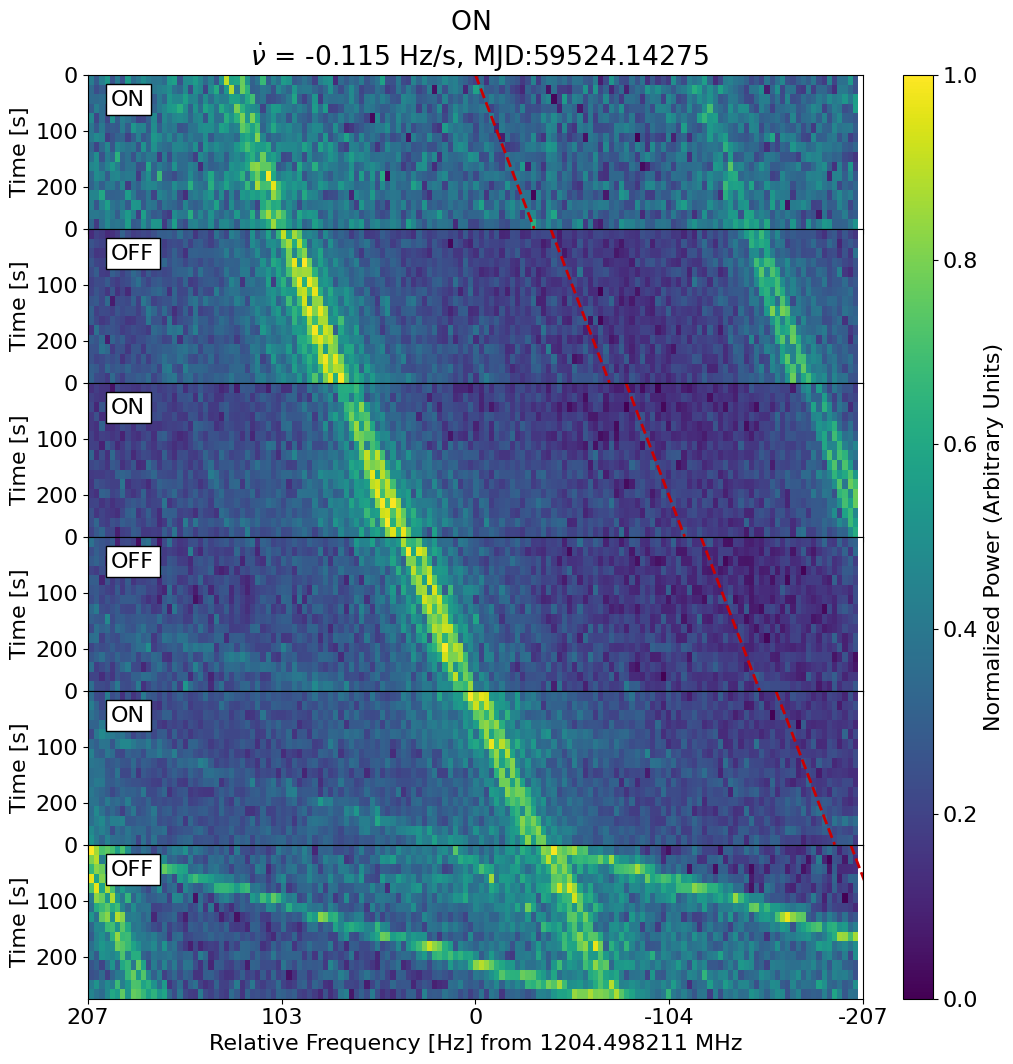 ON
ν̇ = -0.115 Hz/s, MJD:59524.14275
0
ON
100
200
Time [s]
0
OFF
100
200
Time [s]
0
ON
100
200
Time [s]
0
OFF
100
200
Time [s]
0
ON
100
200
Time [s]
0
OFF
100
200
Time [s]
207
103
0
-104
-207
Relative Frequency [Hz] from 1204.498211 MHz
1.0
0.8
0.6
0.4
0.2
0.0
Normalized Power (Arbitrary Units)